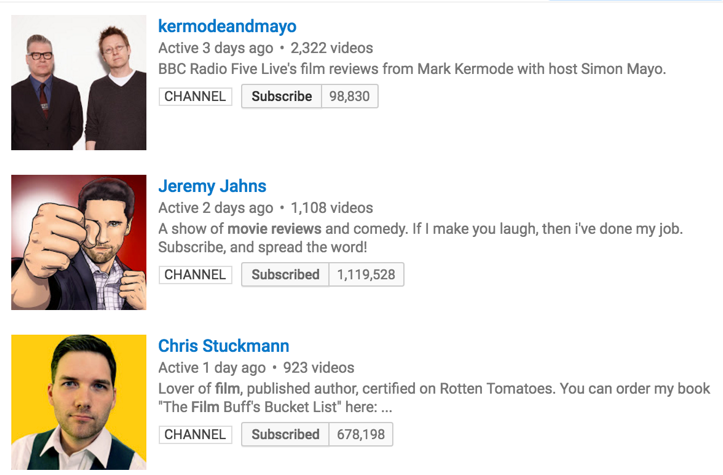 kermodeandmayo
Active 3 days ago • 2,322 videos
BBC Radio Five Live's film reviews from Mark Kermode with host Simon Mayo.
CHANNEL Subscribe 98,830
Jeremy Jahns
Active 2 days ago • 1,108 videos
A show of movie reviews and comedy. If I make you laugh, then i've done my job.
Subscribe, and spread the word!
CHANNEL Subscribed 1,119,528
Chris Stuckmann
Active 1 day ago • 923 videos
Lover of film, published author, certified on Rotten Tomatoes. You can order my book
"The Film Buff's Bucket List" here: ...
CHANNEL Subscribed 678,198